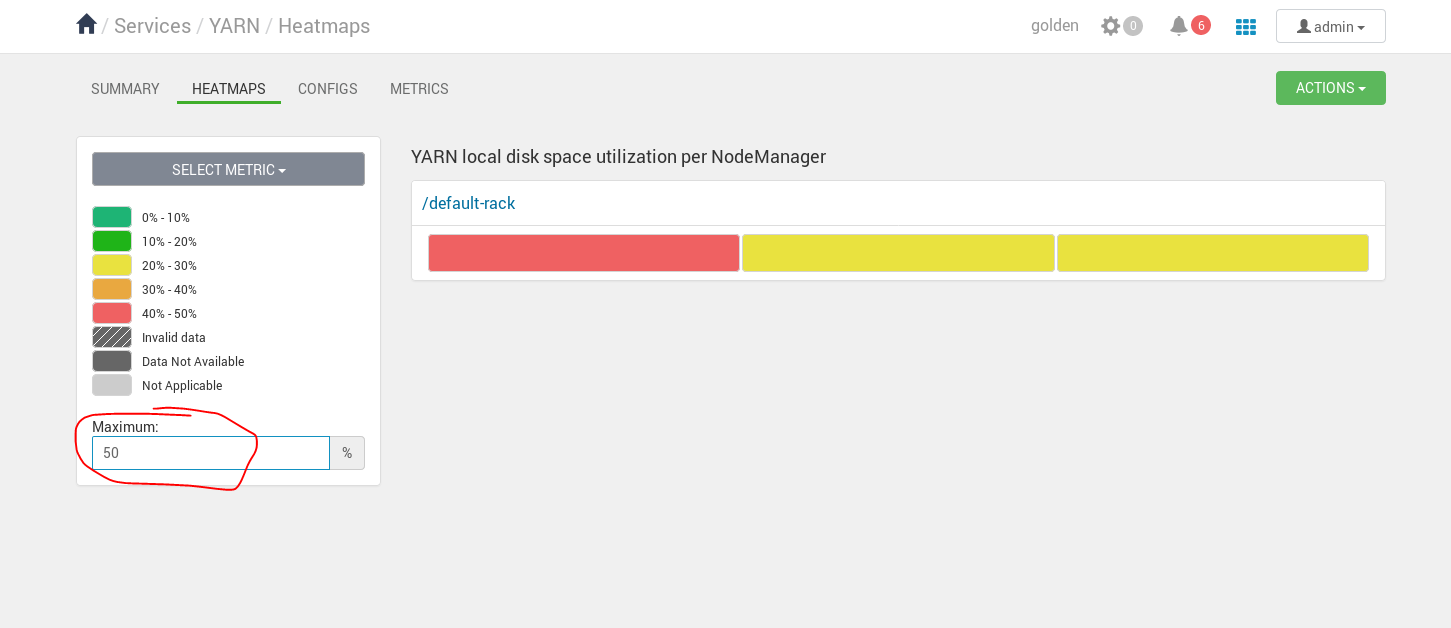 / Services / YARN / Heatmaps
golden 0 6 admin
SUMMARY HEATMAPS CONFIGS METRICS ACTIONS
SELECT METRIC
YARN local disk space utilization per NodeManager
/default-rack
0% - 10%
10% - 20%
20% - 30%
30% - 40%
40% - 50%
Invalid data
Data Not Available
Not Applicable
Maximum:
50 %